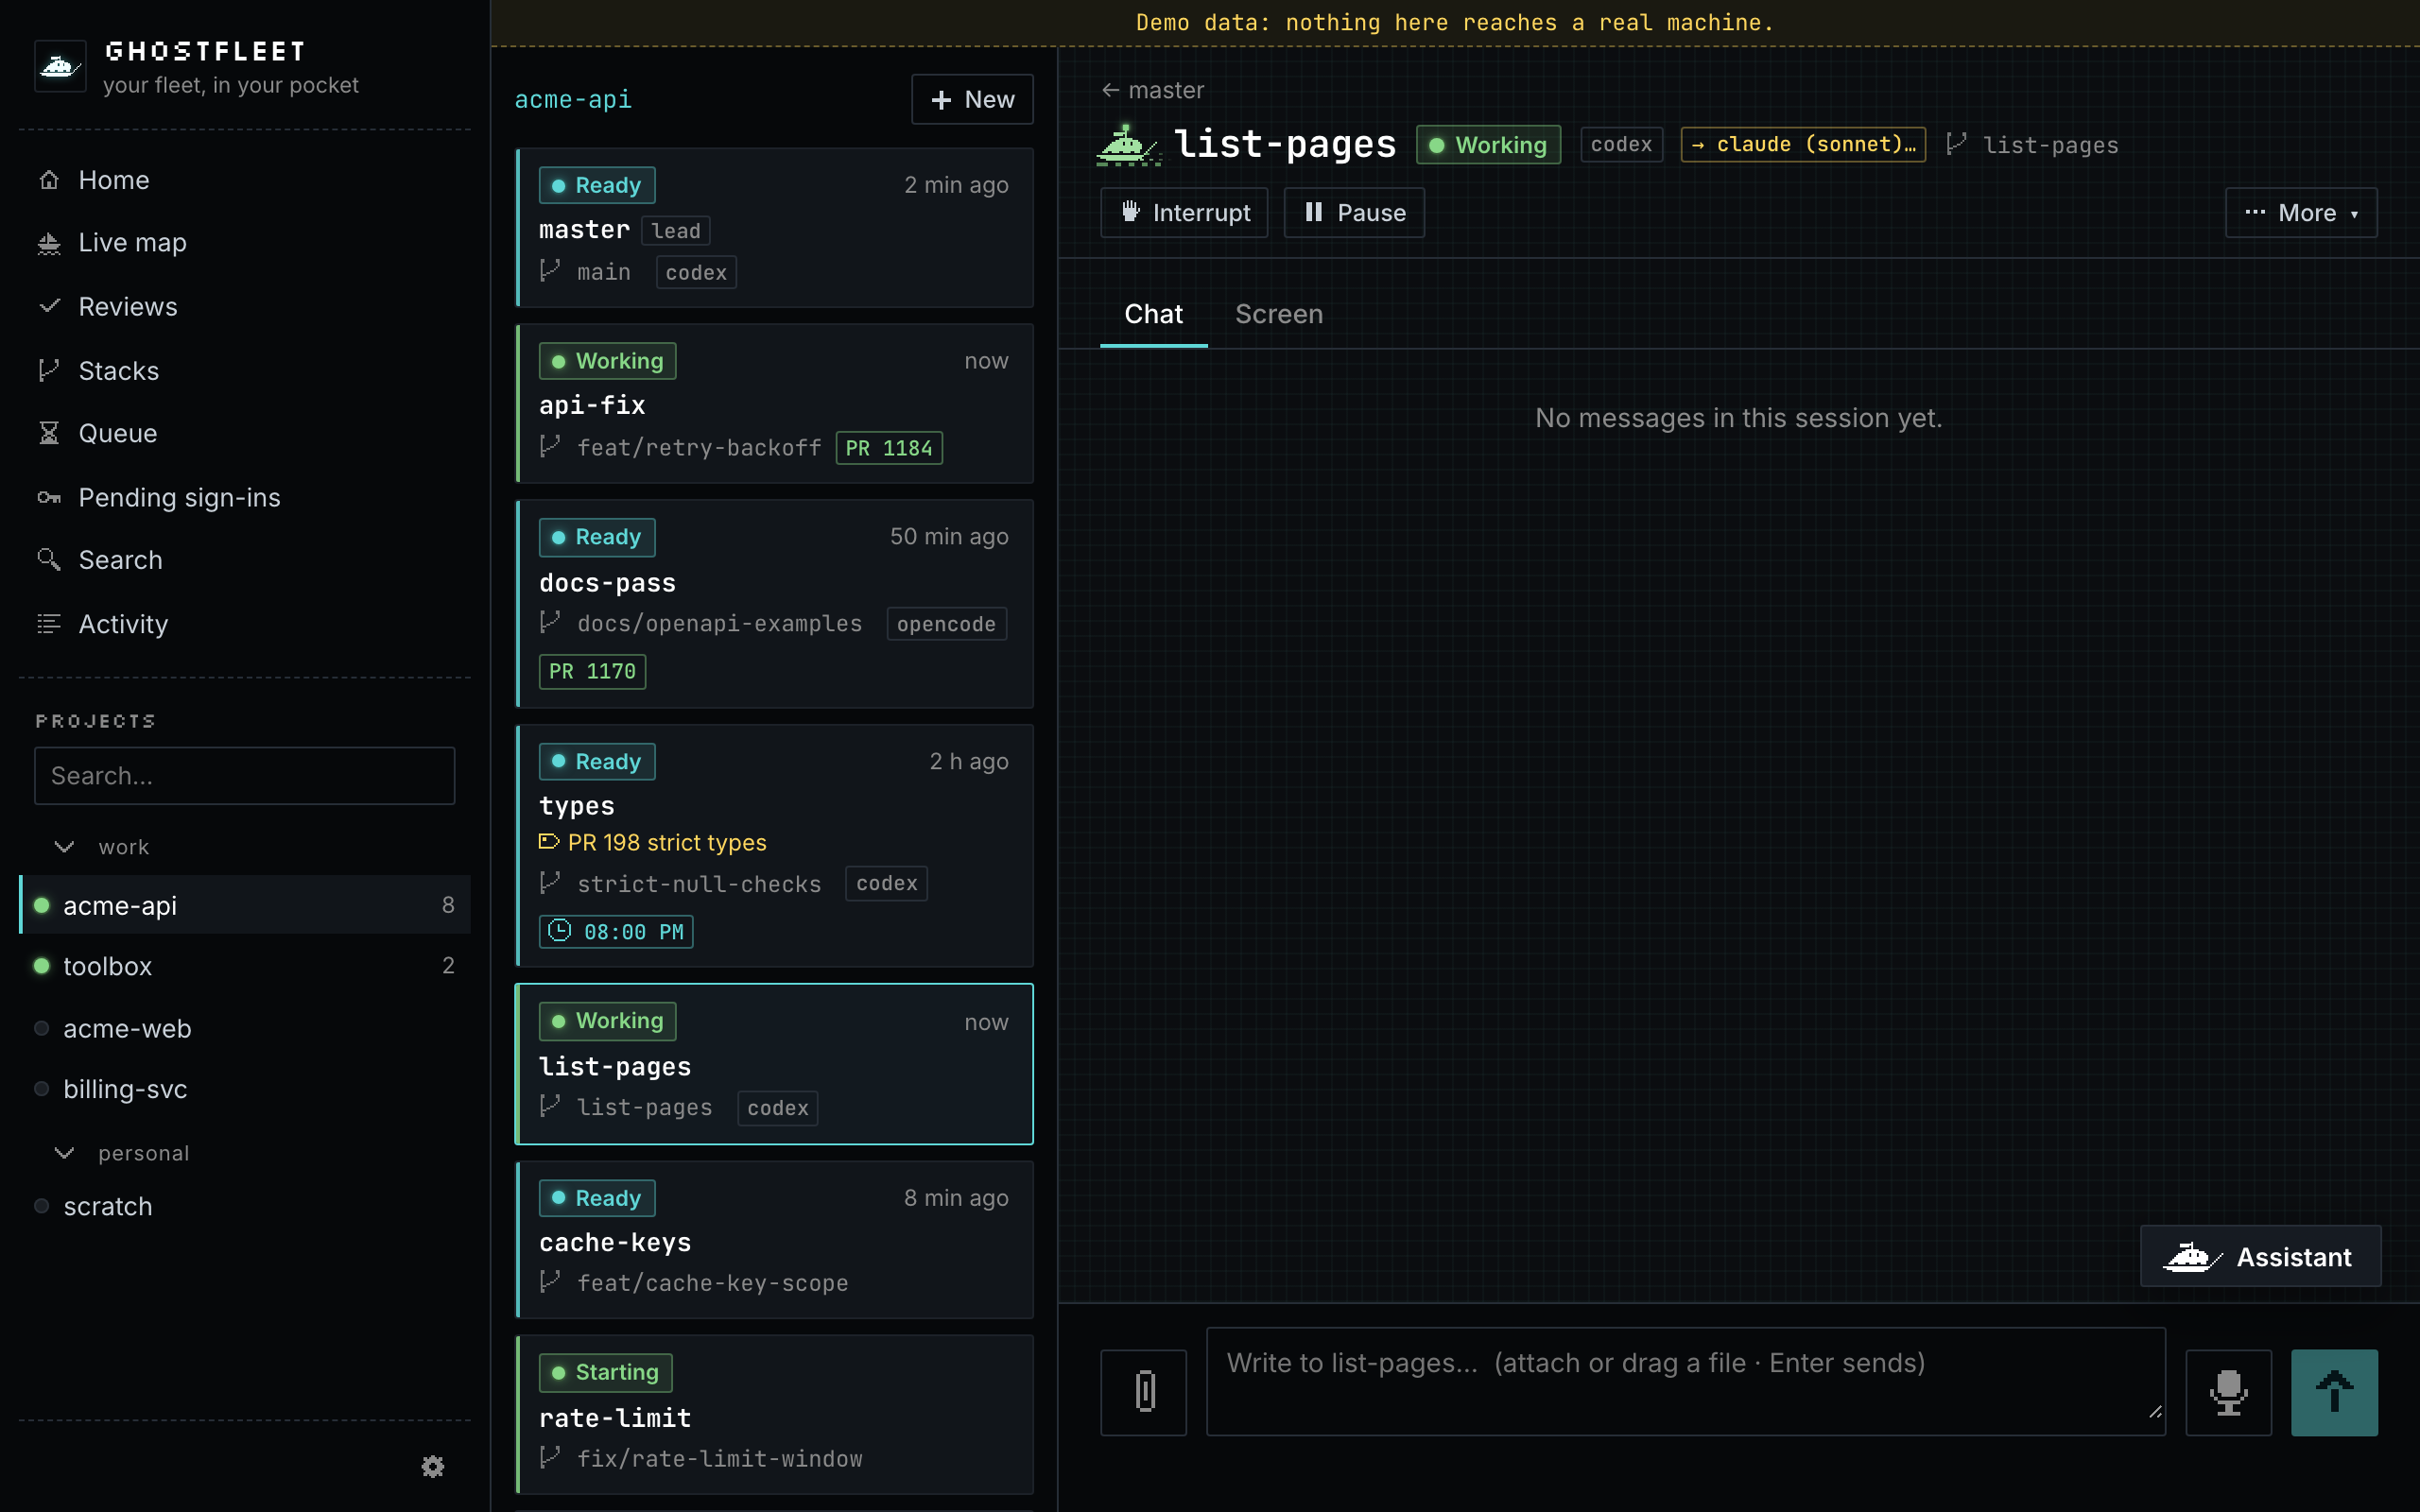 GHOSTFLEET
your fleet, in your pocket
Home
Live map
Reviews
Stacks
Queue
Pending sign-ins
Search
Activity
PROJECTS
Search...
work
acme-api 8
toolbox 2
acme-web
billing-svc
personal
scratch
Demo data: nothing here reaches a real machine.
acme-api
+ New
Ready 2 min ago
master lead
main codex
Working now
api-fix
feat/retry-backoff PR 1184
Ready 50 min ago
docs-pass
docs/openapi-examples opencode
PR 1170
Ready 2 h ago
types
PR 198 strict types
strict-null-checks codex
08:00 PM
Working now
list-pages
list-pages codex
Ready 8 min ago
cache-keys
feat/cache-key-scope
Starting
rate-limit
fix/rate-limit-window
← master
list-pages Working codex → claude (sonnet)… list-pages
Interrupt Pause ··· More ▾
Chat Screen
No messages in this session yet.
Assistant
Write to list-pages... (attach or drag a file · Enter sends)